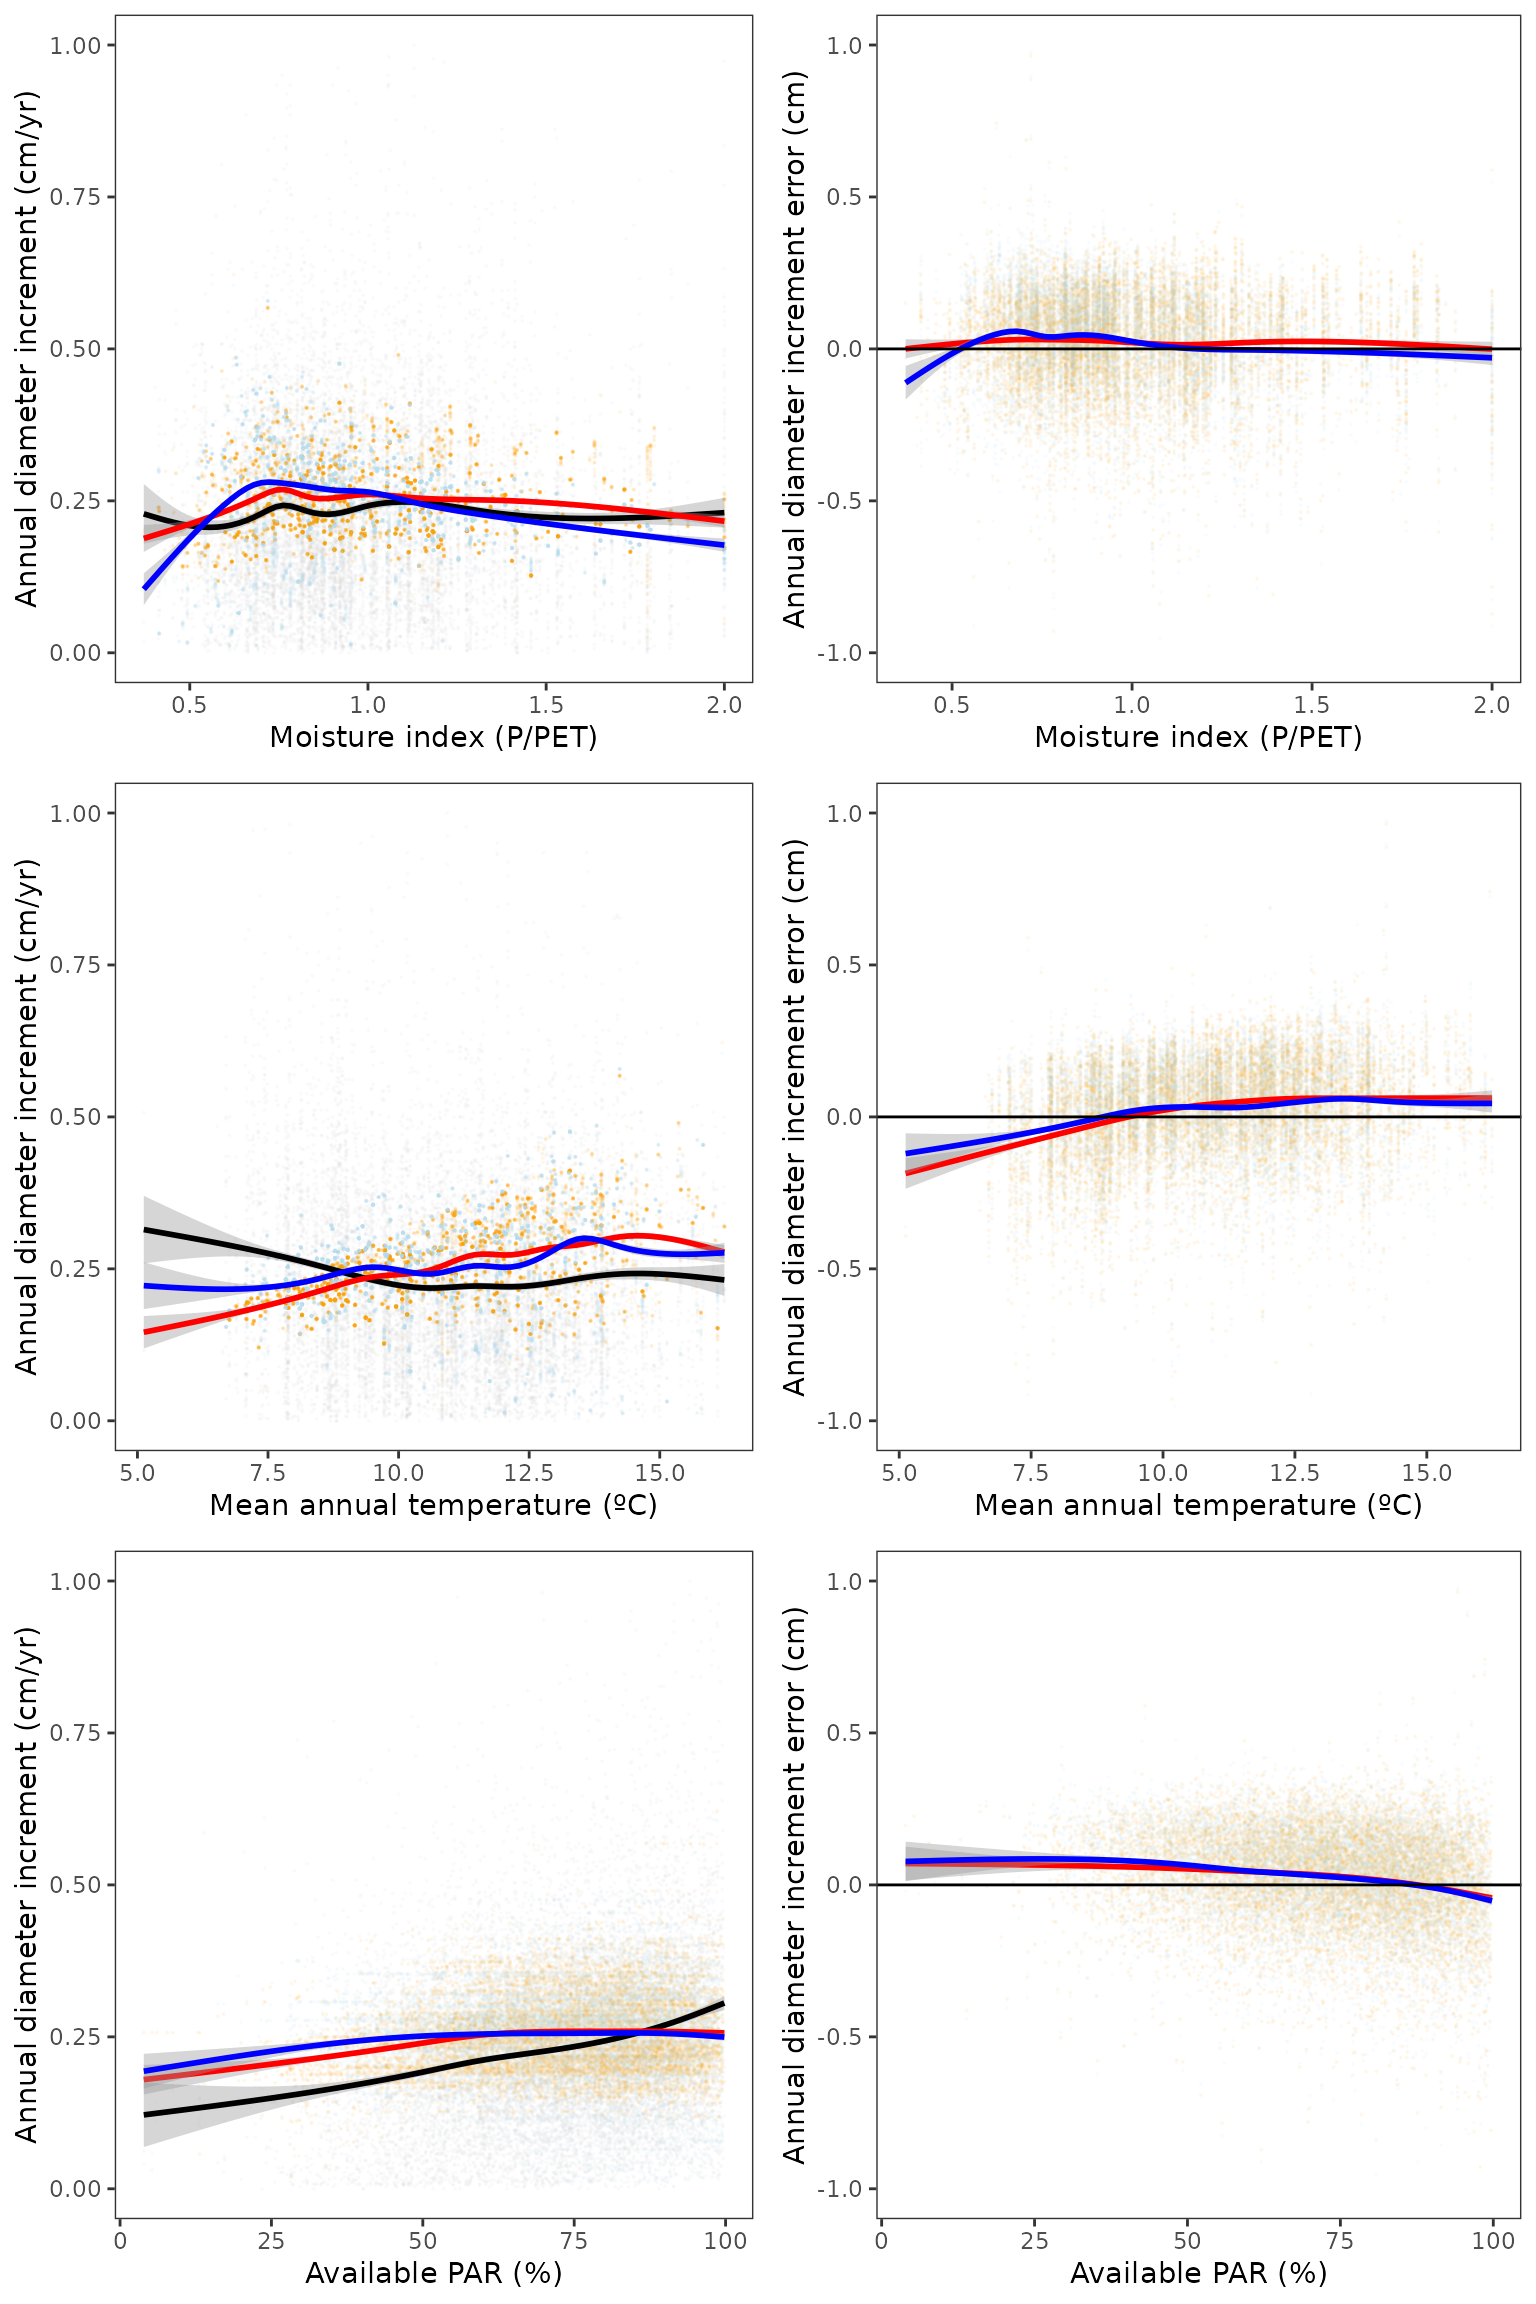 Annual diameter increment (cm/yr)
1.00
0.75
0.50
0.25
0.00
0.5 1.0 1.5 2.0
Moisture index (P/PET)
Annual diameter increment error (cm)
1.0
0.5
0.0
-0.5
-1.0
0.5 1.0 1.5 2.0
Moisture index (P/PET)
Annual diameter increment (cm/yr)
1.00
0.75
0.50
0.25
0.00
5.0 7.5 10.0 12.5 15.0
Mean annual temperature (ºC)
Annual diameter increment error (cm)
1.0
0.5
0.0
-0.5
-1.0
5.0 7.5 10.0 12.5 15.0
Mean annual temperature (ºC)
Annual diameter increment (cm/yr)
1.00
0.75
0.50
0.25
0.00
0 25 50 75 100
Available PAR (%)
Annual diameter increment error (cm)
1.0
0.5
0.0
-0.5
-1.0
0 25 50 75 100
Available PAR (%)